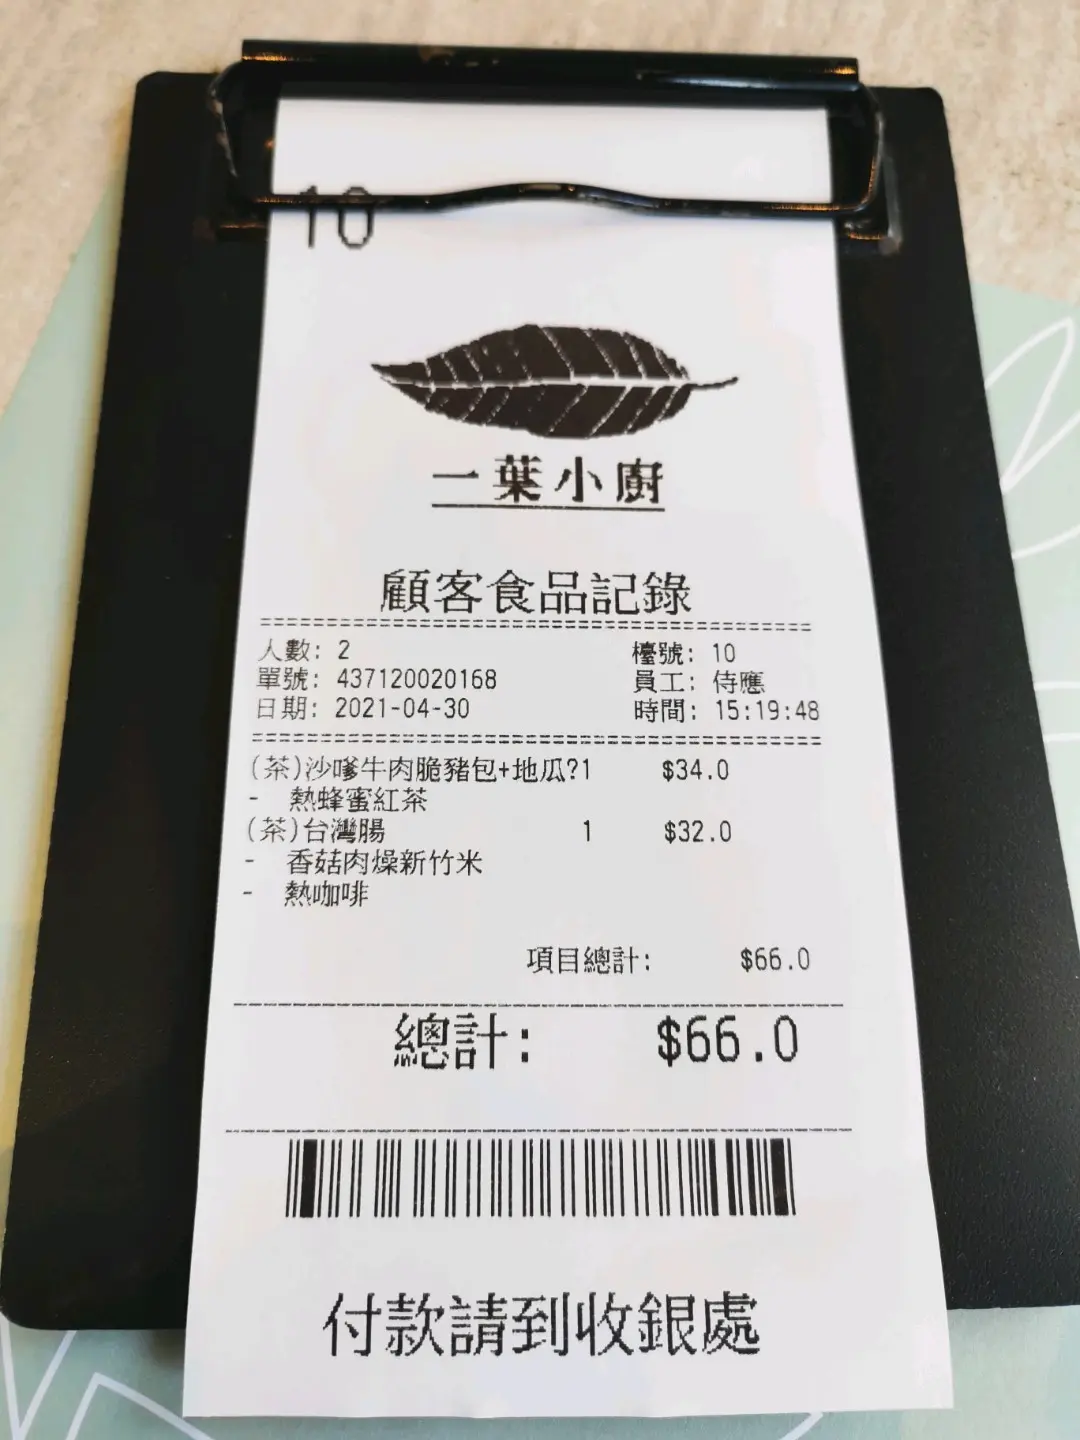 10
一葉小廚
顧客食品記錄
人數: 2 檯號: 10
單號: 437120020168 員工: 侍應
日期: 2021-04-30 時間: 15:19:48
(茶)沙嗲牛肉脆豬包+地瓜?1 $34.0
- 熱蜂蜜紅茶
(茶)台灣腸 1 $32.0
- 香菇肉燥新竹米
- 熱咖啡
項目總計: $66.0
總計: $66.0
付款請到收銀處